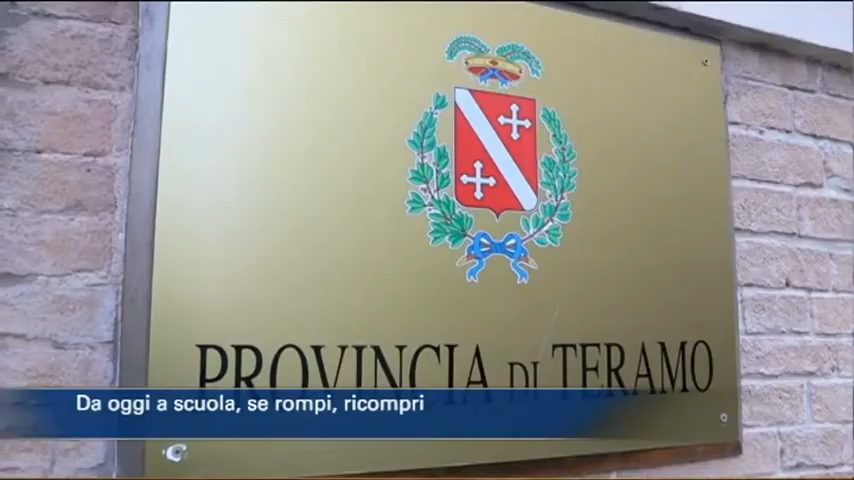 PROVINCIA DI TERAMO
Da oggi a scuola, se rompi, ricompri